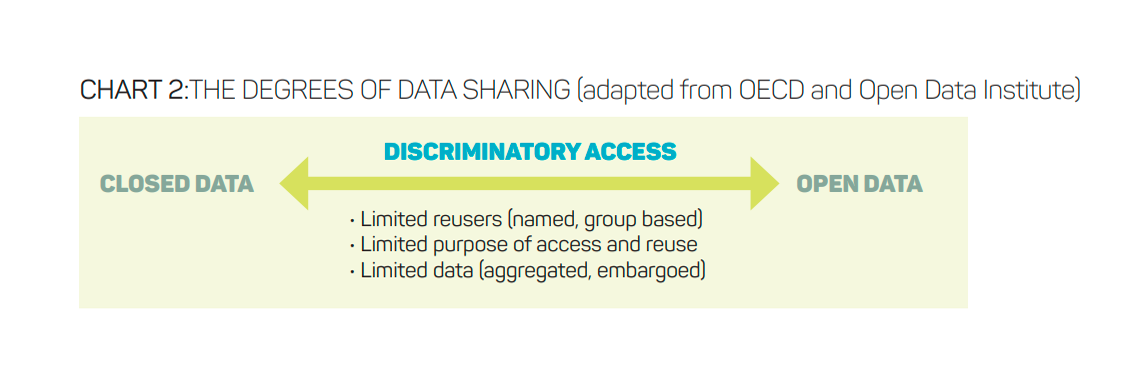 CHART 2:THE DEGREES OF DATA SHARING (adapted from OECD and Open Data Institute)
DISCRIMINATORY ACCESS
CLOSED DATA
OPEN DATA
• Limited reusers (named, group based)
• Limited purpose of access and reuse
• Limited data (aggregated, embargoed)